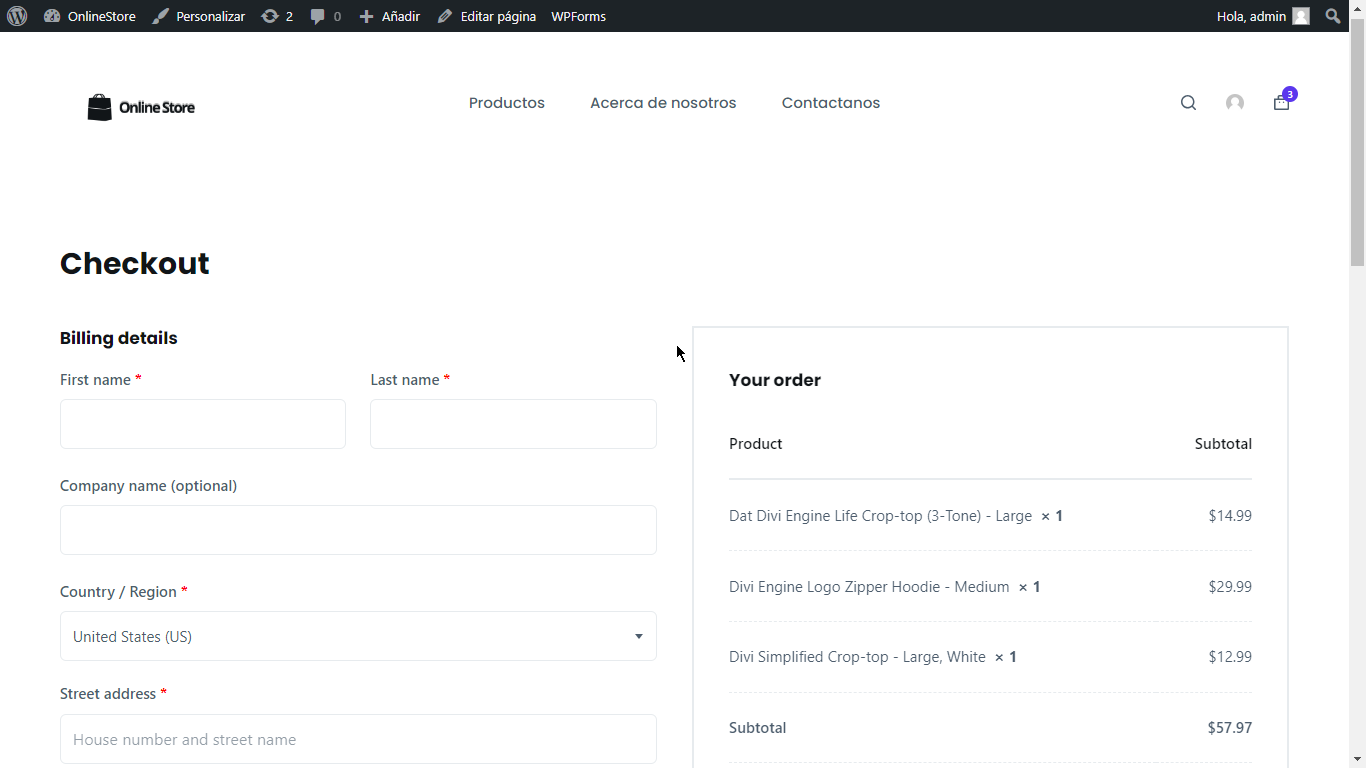 OnlineStore Personalizar 2 0 Añadir Editar página WPForms Hola, admin
Online Store Productos Acerca de nosotros Contactanos 3
Checkout
Billing details
First name * Last name *
Company name (optional)
Country / Region *
United States (US)
Street address *
House number and street name
Your order
Product Subtotal
Dat Divi Engine Life Crop-top (3-Tone) - Large × 1 $14.99
Divi Engine Logo Zipper Hoodie - Medium × 1 $29.99
Divi Simplified Crop-top - Large, White × 1 $12.99
Subtotal $57.97